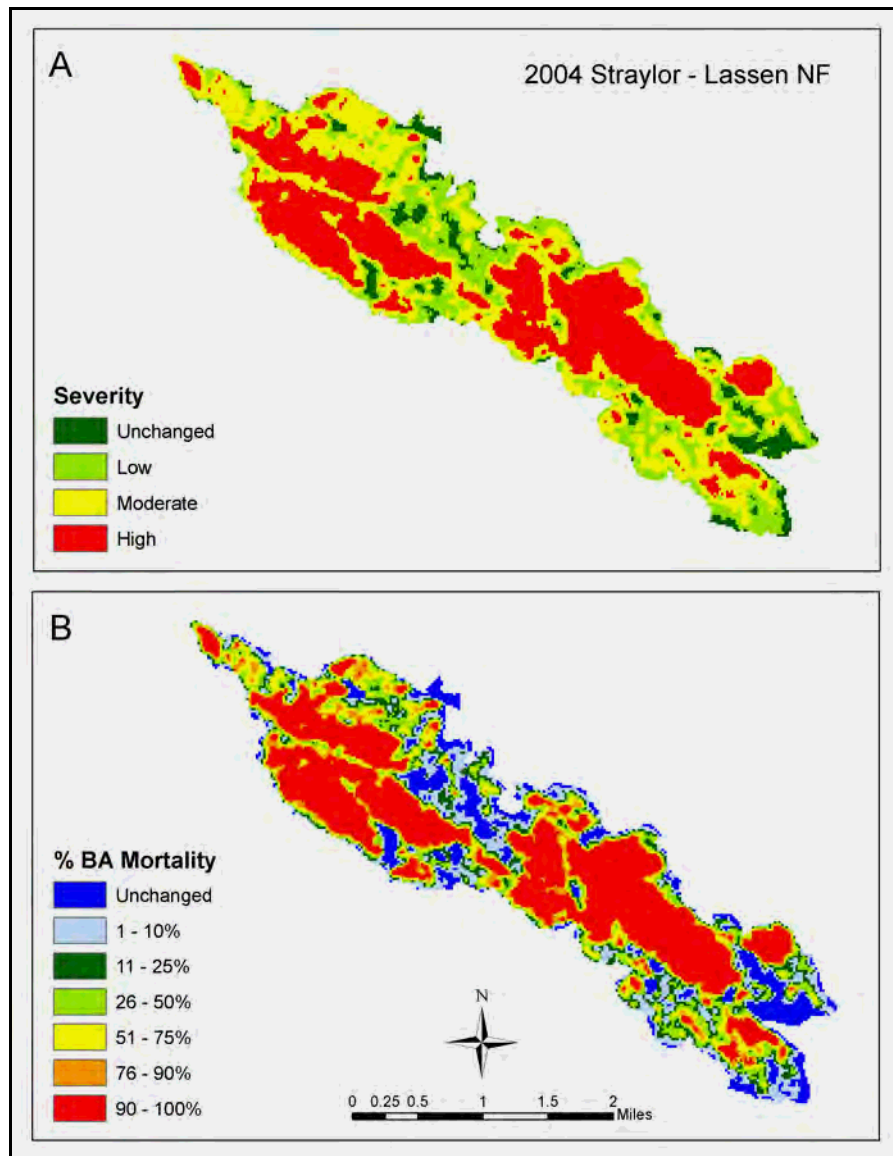 A
2004 Straylor - Lassen NF
Severity
Unchanged
Low
Moderate
High
B
% BA Mortality
Unchanged
1 - 10%
11 - 25%
26 - 50%
51 - 75%
76 - 90%
90 - 100%
N
0 0.25 0.5 1 1.5 2
Miles